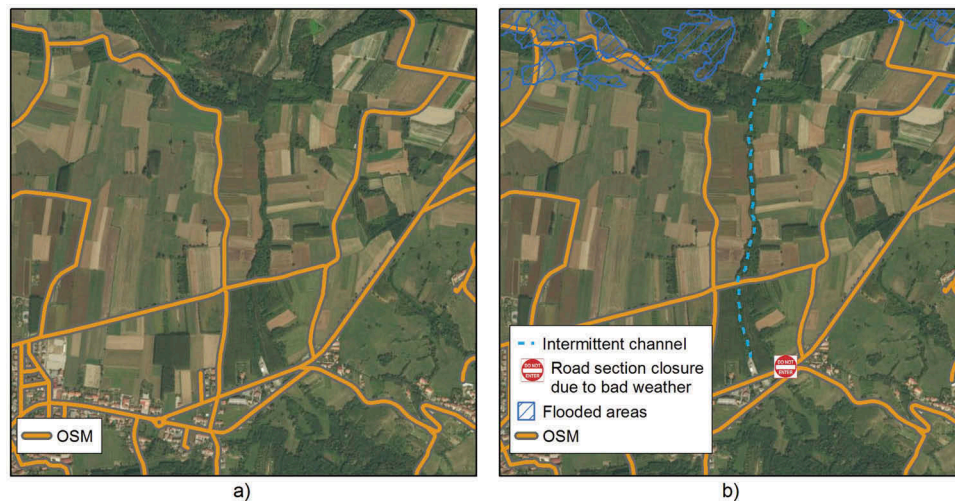 OSM
Intermittent channel
DO NOT
ENTER
Road section closure
due to bad weather
Flooded areas
OSM
DO NOT
ENTER
a)
b)